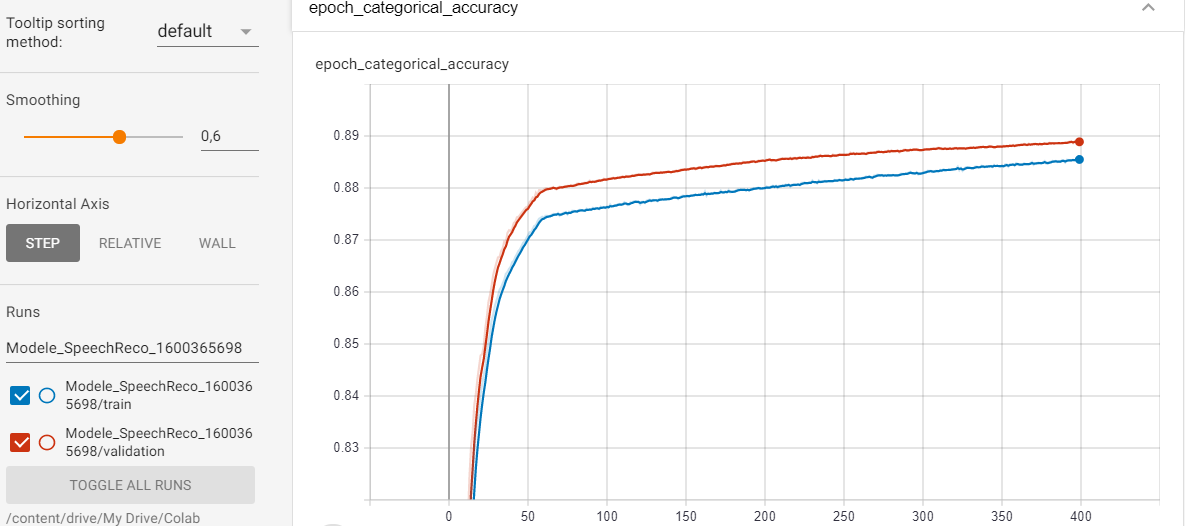 epoch_categorical_accuracy
Tooltip sorting
method:
default
Smoothing
0,6
Horizontal Axis
STEP
RELATIVE
WALL
Runs
Modele_SpeechReco_1600365698
Modele_SpeechReco_160036
5698/train
Modele_SpeechReco_160036
5698/validation
TOGGLE ALL RUNS
/content/drive/My Drive/Colab
epoch_categorical_accuracy
0.89
0.88
0.87
0.86
0.85
0.84
0.83
0 50 100 150 200 250 300 350 400